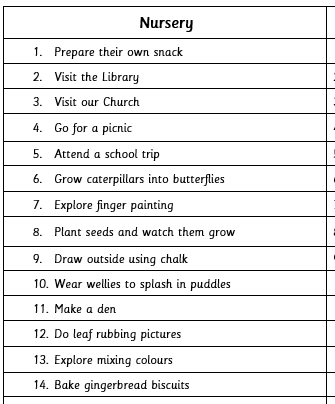 Nursery
1. Prepare their own snack
2. Visit the Library
3. Visit our Church
4. Go for a picnic
5. Attend a school trip
6. Grow caterpillars into butterflies
7. Explore finger painting
8. Plant seeds and watch them grow
9. Draw outside using chalk
10. Wear wellies to splash in puddles
11. Make a den
12. Do leaf rubbing pictures
13. Explore mixing colours
14. Bake gingerbread biscuits